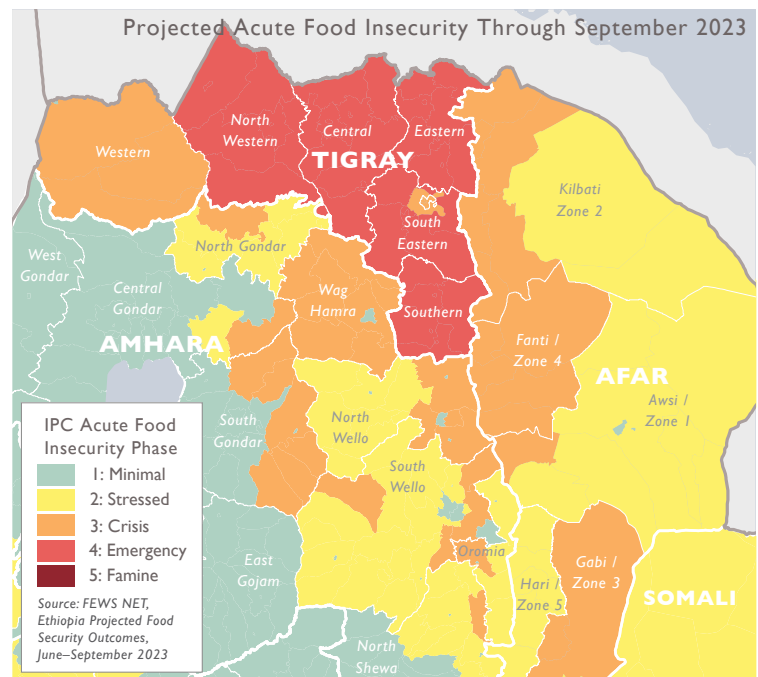 Projected Acute Food Insecurity Through September 2023
North
Western
Central
Eastern
Western
TIGRAY
Kilbati
Zone 2
South
Eastern
North Gondar
West
Gondar
Central
Gondar
Wag
Hamra
Southern
Fanti /
Zone 4
AMHARA
AFAR
Awsi /
Zone 1
South
Gondar
North
Wello
South
Wello
IPC Acute Food
Insecurity Phase
1: Minimal
2: Stressed
3: Crisis
4: Emergency
5: Famine
Source: FEWS NET,
Ethiopia Projected Food
Security Outcomes,
June–September 2023
East
Gojam
Oromia
Hari /
Zone 5
Gabi /
Zone 3
SOMALI
North
Shewa